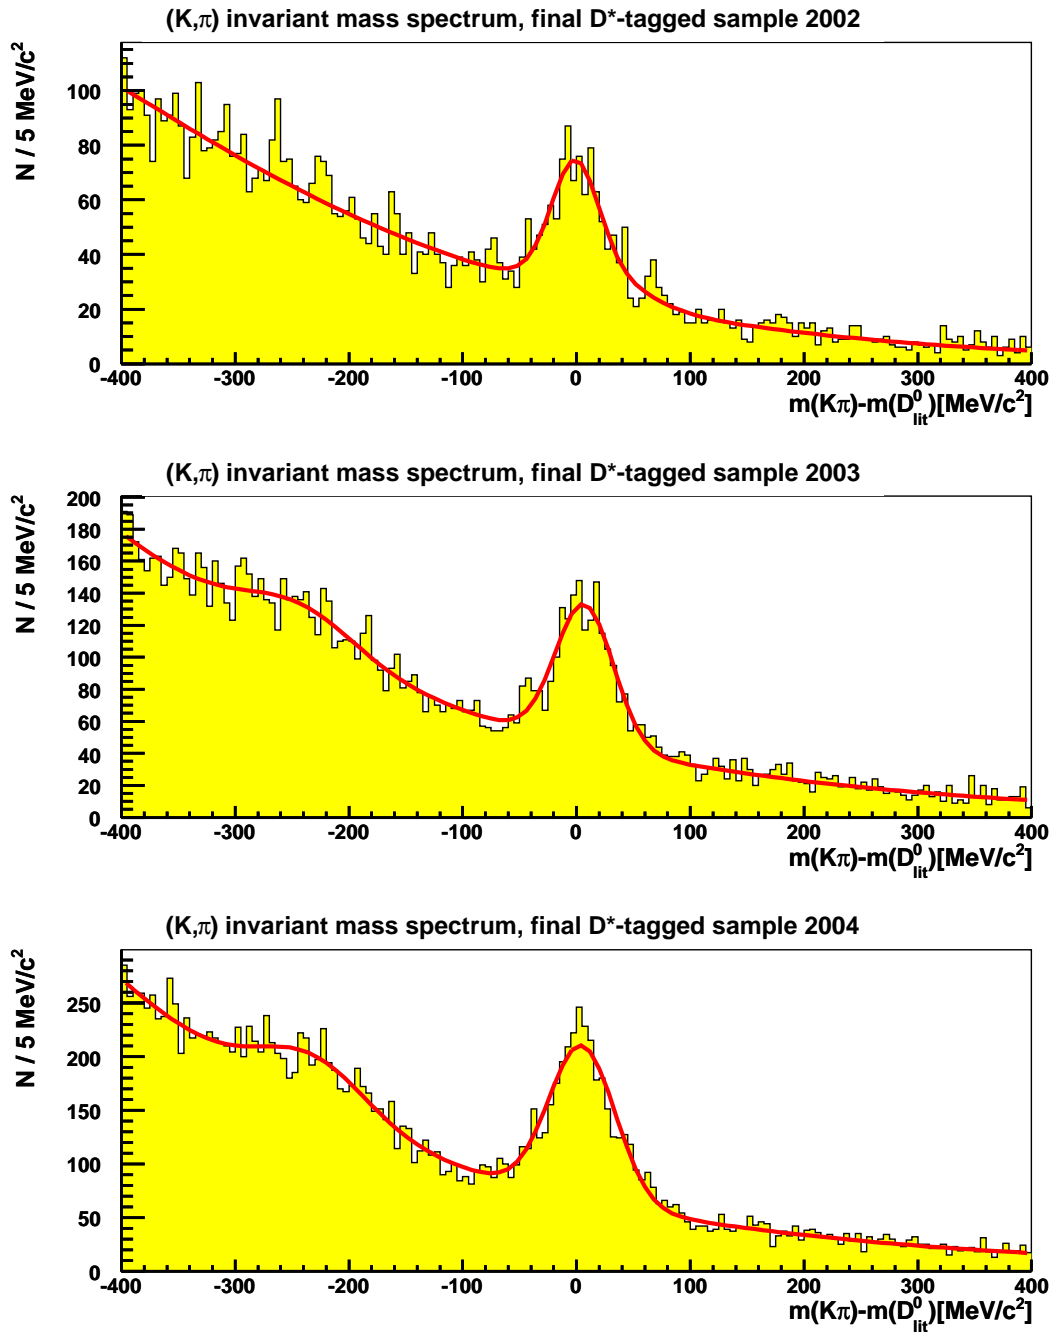 (K,π) invariant mass spectrum, final D*-tagged sample 2002
N / 5 MeV/c²
100
80
60
40
20
0
-400 -300 -200 -100 0 100 200 300 400
m(Kπ)-m(D⁰lit)[MeV/c²]
(K,π) invariant mass spectrum, final D*-tagged sample 2003
N / 5 MeV/c²
200
180
160
140
120
100
80
60
40
20
0
-400 -300 -200 -100 0 100 200 300 400
m(Kπ)-m(D⁰lit)[MeV/c²]
(K,π) invariant mass spectrum, final D*-tagged sample 2004
N / 5 MeV/c²
250
200
150
100
50
0
-400 -300 -200 -100 0 100 200 300 400
m(Kπ)-m(D⁰lit)[MeV/c²]